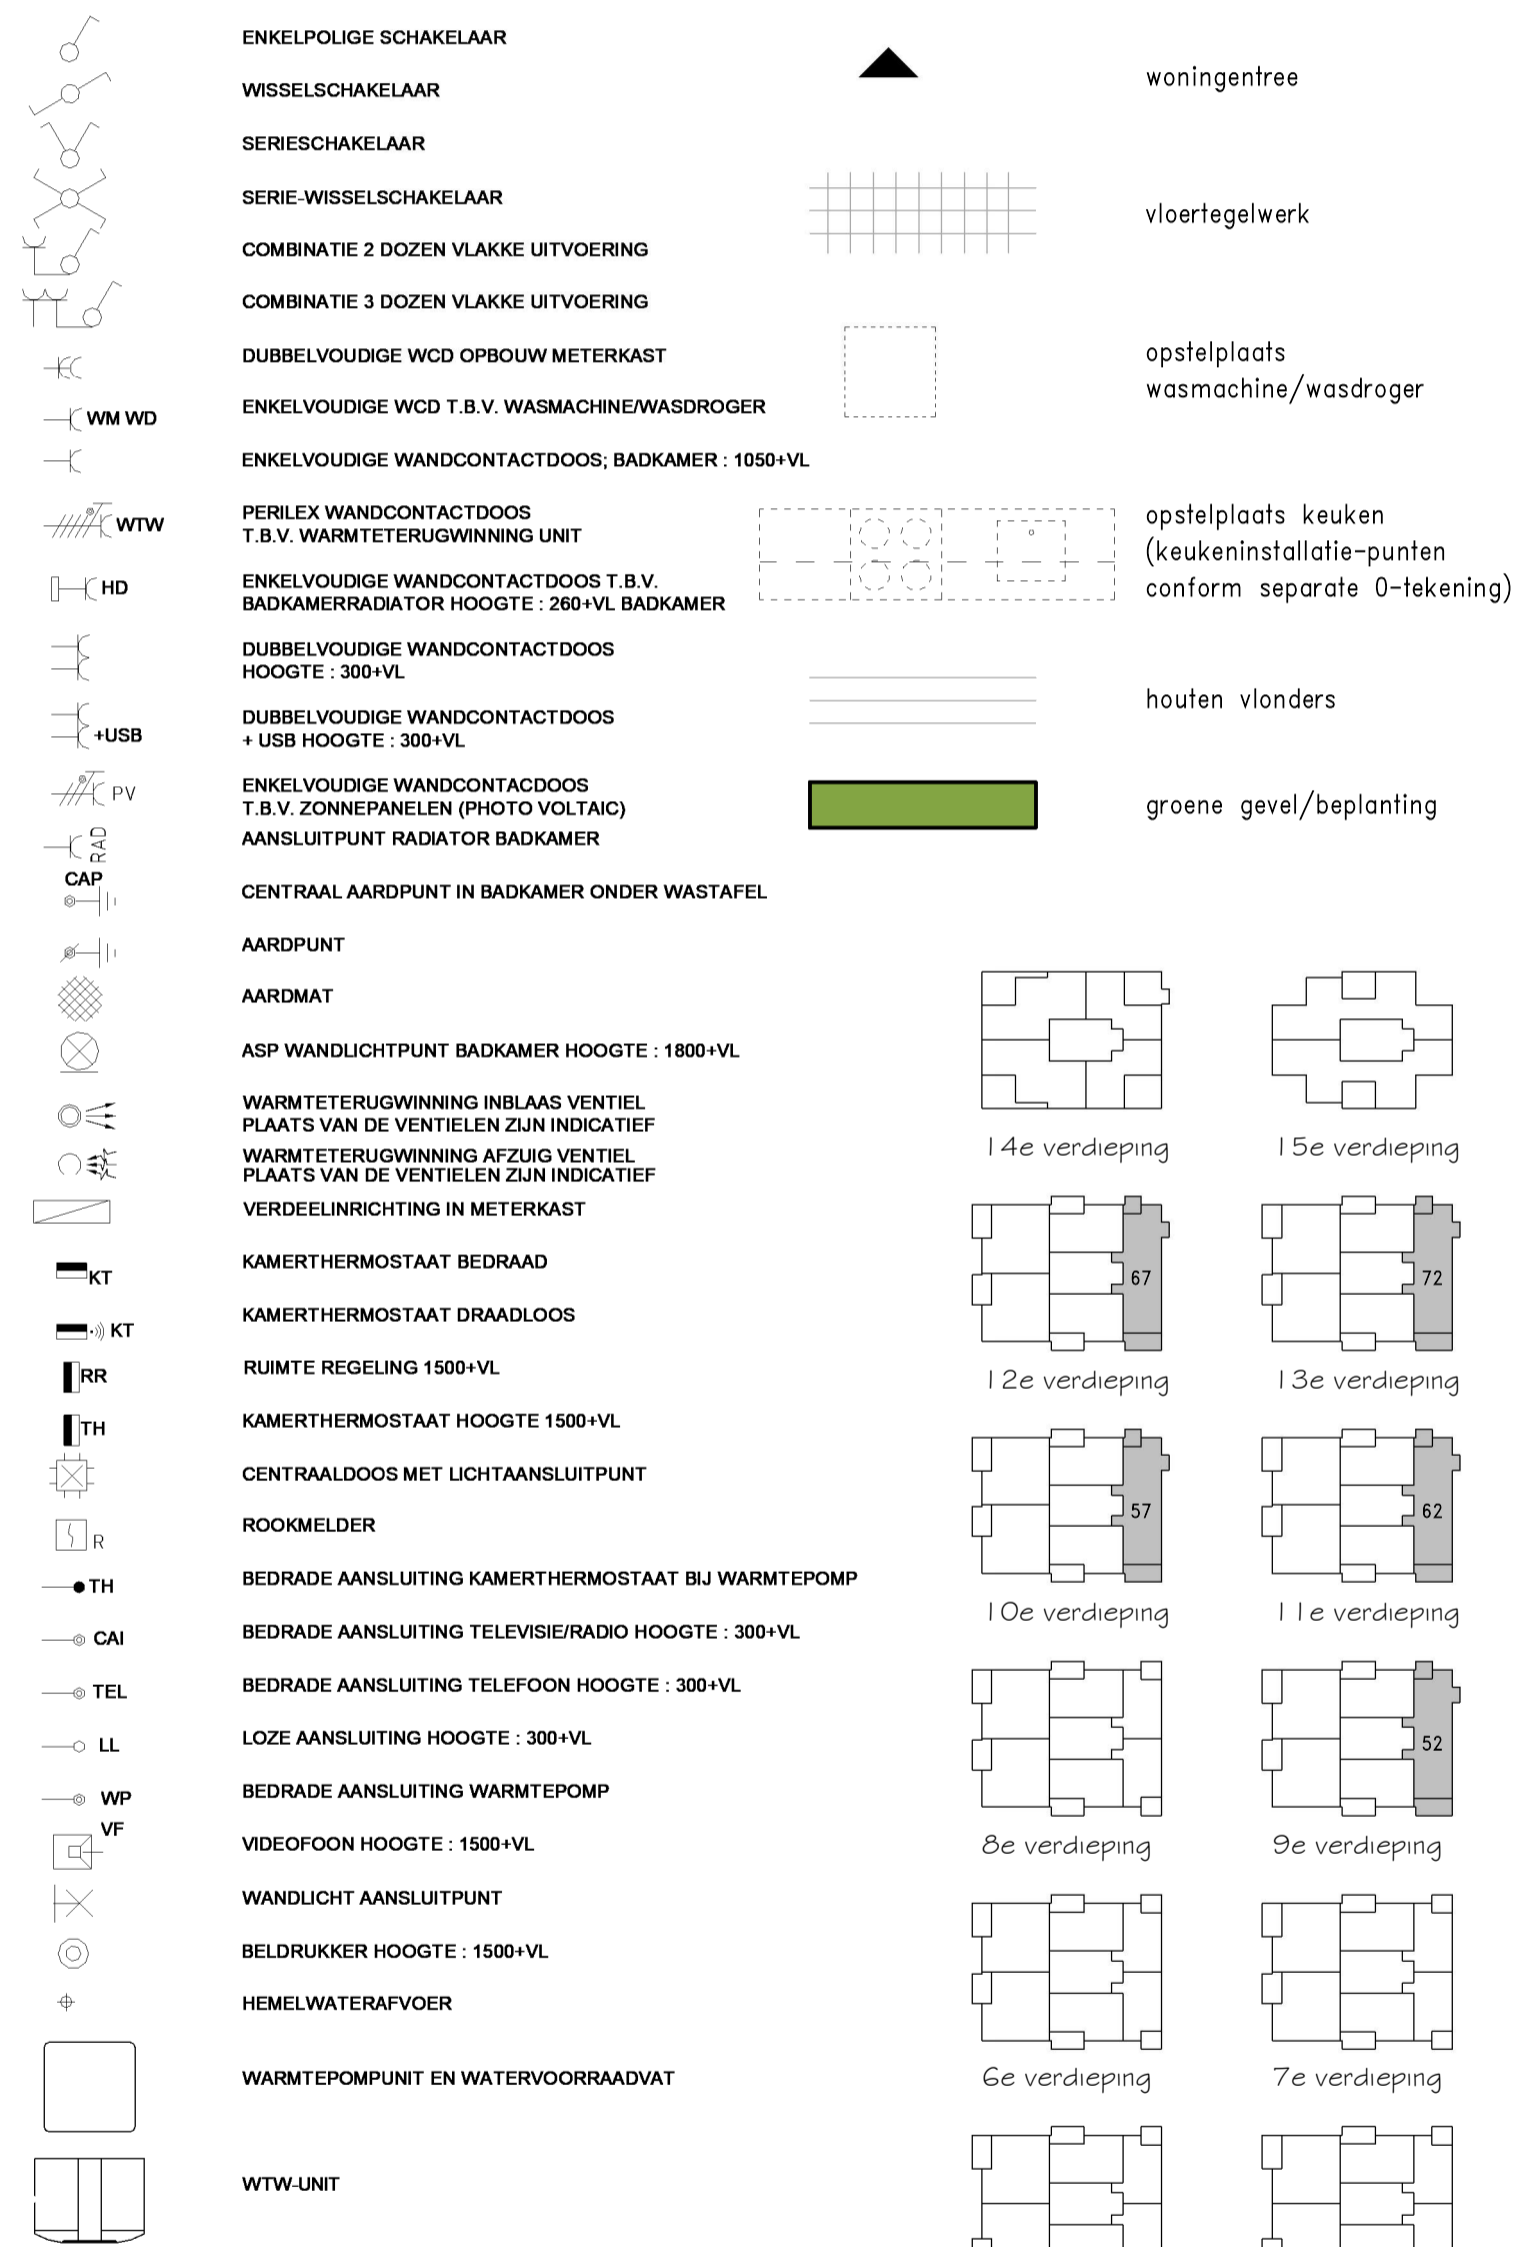 ENKELPOLIGE SCHAKELAAR
WISSELSCHAKELAAR
SERIESCHAKELAAR
SERIE-WISSELSCHAKELAAR
COMBINATIE 2 DOZEN VLAKKE UITVOERING
COMBINATIE 3 DOZEN VLAKKE UITVOERING
DUBBELVOUDIGE WCD OPBOUW METERKAST
WM WD
ENKELVOUDIGE WCD T.B.V. WASMACHINE/WASDROGER
ENKELVOUDIGE WANDCONTACTDOOS; BADKAMER : 1050+VL
WTW
PERILEX WANDCONTACTDOOS
T.B.V. WARMTETERUGWINNING UNIT
HD
ENKELVOUDIGE WANDCONTACTDOOS T.B.V.
BADKAMERRADIATOR HOOGTE : 260+VL BADKAMER
DUBBELVOUDIGE WANDCONTACTDOOS
HOOGTE : 300+VL
+USB
DUBBELVOUDIGE WANDCONTACTDOOS
+ USB HOOGTE : 300+VL
PV
ENKELVOUDIGE WANDCONTACDOOS
T.B.V. ZONNEPANELEN (PHOTO VOLTAIC)
RAD
AANSLUITPUNT RADIATOR BADKAMER
CAP
CENTRAAL AARDPUNT IN BADKAMER ONDER WASTAFEL
AARDPUNT
AARDMAT
ASP WANDLICHTPUNT BADKAMER HOOGTE : 1800+VL
WARMTETERUGWINNING INBLAAS VENTIEL
PLAATS VAN DE VENTIELEN ZIJN INDICATIEF
WARMTETERUGWINNING AFZUIG VENTIEL
PLAATS VAN DE VENTIELEN ZIJN INDICATIEF
VERDEELINRICHTING IN METERKAST
KT
KAMERTHERMOSTAAT BEDRAAD
KT
KAMERTHERMOSTAAT DRAADLOOS
RR
RUIMTE REGELING 1500+VL
TH
KAMERTHERMOSTAAT HOOGTE 1500+VL
CENTRAALDOOS MET LICHTAANSLUITPUNT
R
ROOKMELDER
TH
BEDRADE AANSLUITING KAMERTHERMOSTAAT BIJ WARMTEPOMP
CAI
BEDRADE AANSLUITING TELEVISIE/RADIO HOOGTE : 300+VL
TEL
BEDRADE AANSLUITING TELEFOON HOOGTE : 300+VL
LL
LOZE AANSLUITING HOOGTE : 300+VL
WP
BEDRADE AANSLUITING WARMTEPOMP
VF
VIDEOFOON HOOGTE : 1500+VL
WANDLICHT AANSLUITPUNT
BELDRUKKER HOOGTE : 1500+VL
HEMELWATERAFVOER
WARMTEPOMPUNIT EN WATERVOORRAADVAT
WTW-UNIT
woningentree
vloertegelwerk
opstelplaats
wasmachine/wasdroger
opstelplaats keuken
(keukeninstallatie-punten
conform separate 0-tekening)
houten vlonders
groene gevel/beplanting
14e verdieping
15e verdieping
67
72
12e verdieping
13e verdieping
57
62
10e verdieping
11e verdieping
52
8e verdieping
9e verdieping
6e verdieping
7e verdieping